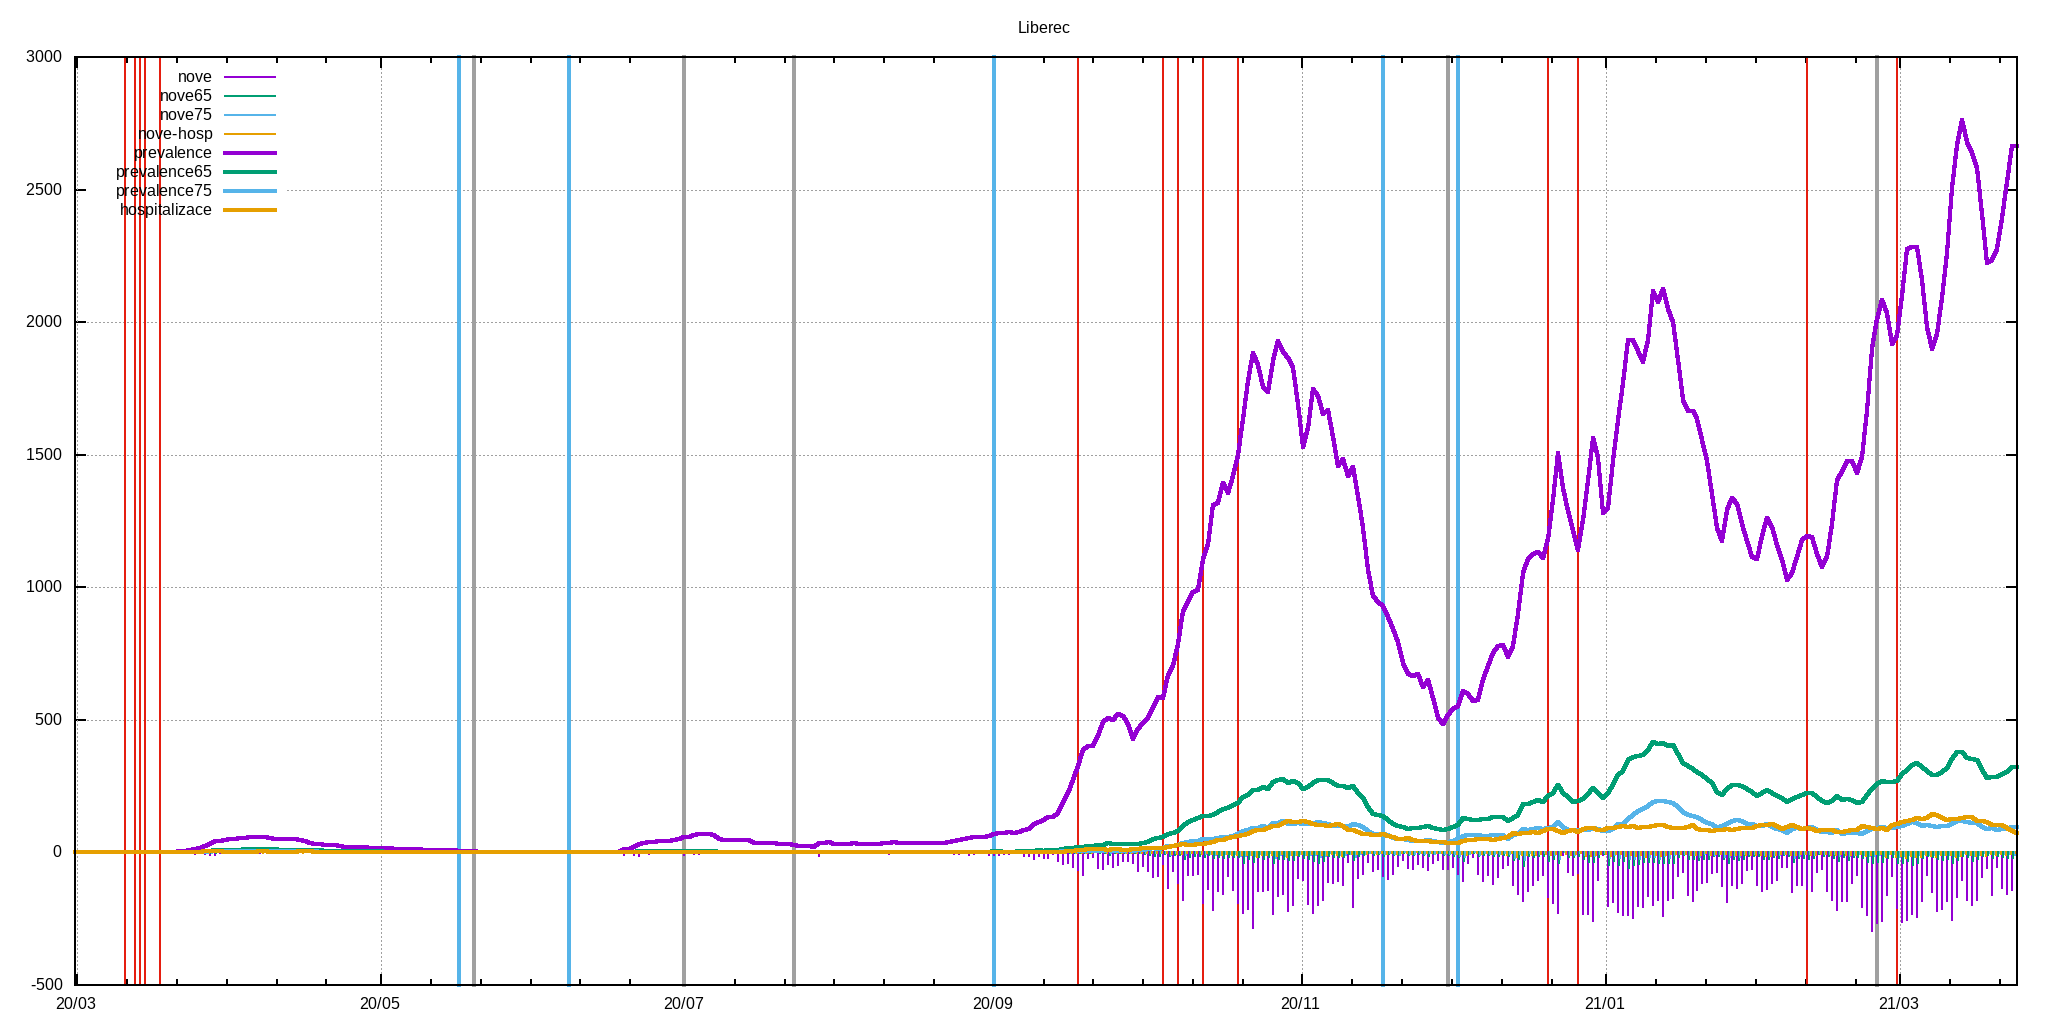 Liberec
3000
2500
2000
1500
1000
500
0
-500
nove
nove65
nove75
nove-hosp
prevalence
prevalence65
prevalence75
hospitalizace
20/03 20/05 20/07 20/09 20/11 21/01 21/03